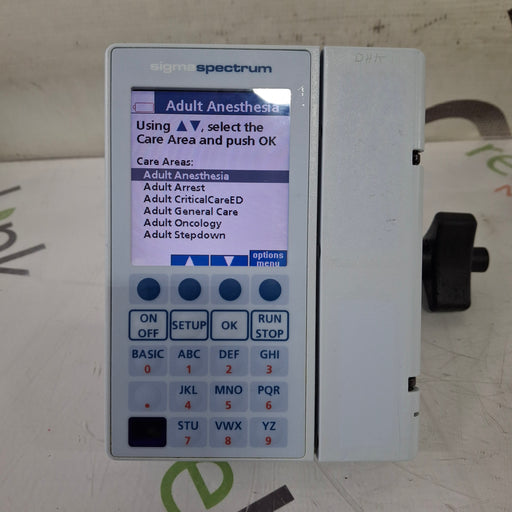 sigmaspectrum
Adult Anesthesia
Using ▲▼, select the
Care Area and push OK
Care Areas:
Adult Anesthesia
Adult Arrest
Adult CriticalCareED
Adult General Care
Adult Oncology
Adult Stepdown
options
menu
ON
OFF
SETUP
OK
RUN
STOP
BASIC
0
ABC
1
DEF
2
GHI
3
.
JKL
4
MNO
5
PQR
6
STU
7
VWX
8
YZ
9